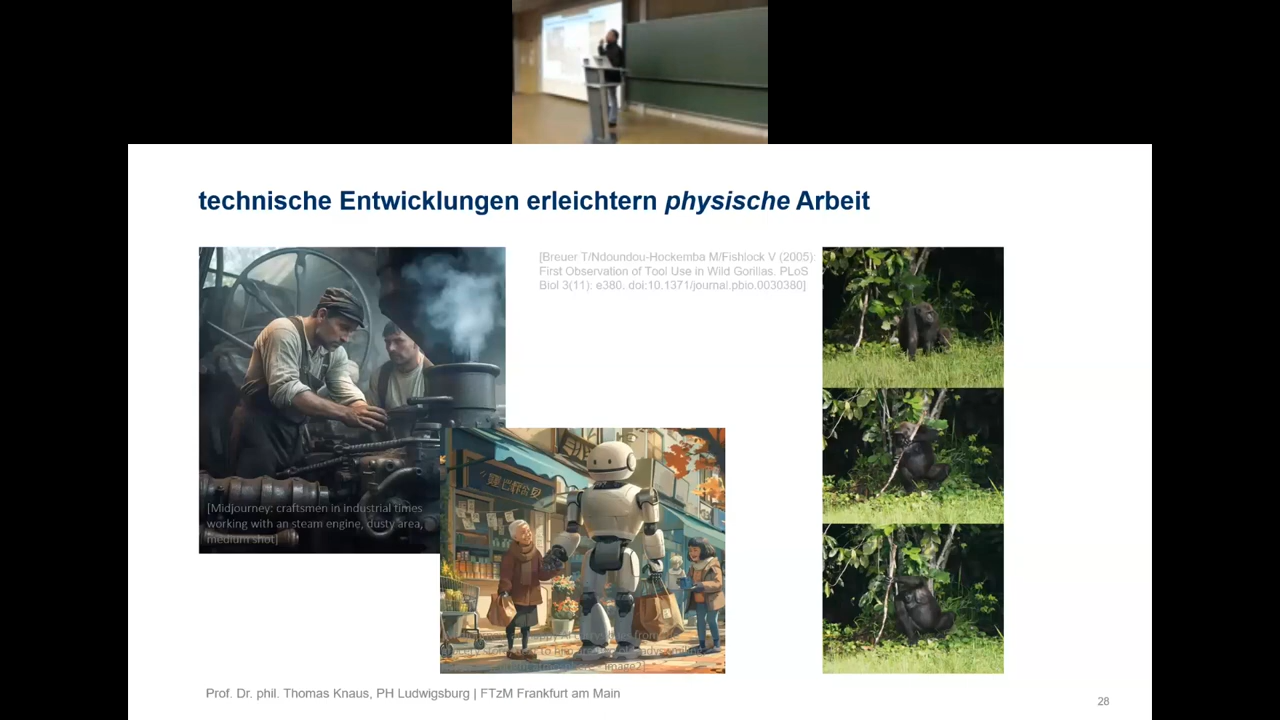 technische Entwicklungen erleichtern physische Arbeit
[Breuer T/Ndoundou-Hockemba M/Fishlock V (2005):
First Observation of Tool Use in Wild Gorillas. PLoS
Biol 3(11): e380. doi:10.1371/journal.pbio.0030380]
[Midjourney: craftsmen in industrial times
working with an steam engine, dusty area,
medium shot]
Prof. Dr. phil. Thomas Knaus, PH Ludwigsburg | FTzM Frankfurt am Main
28